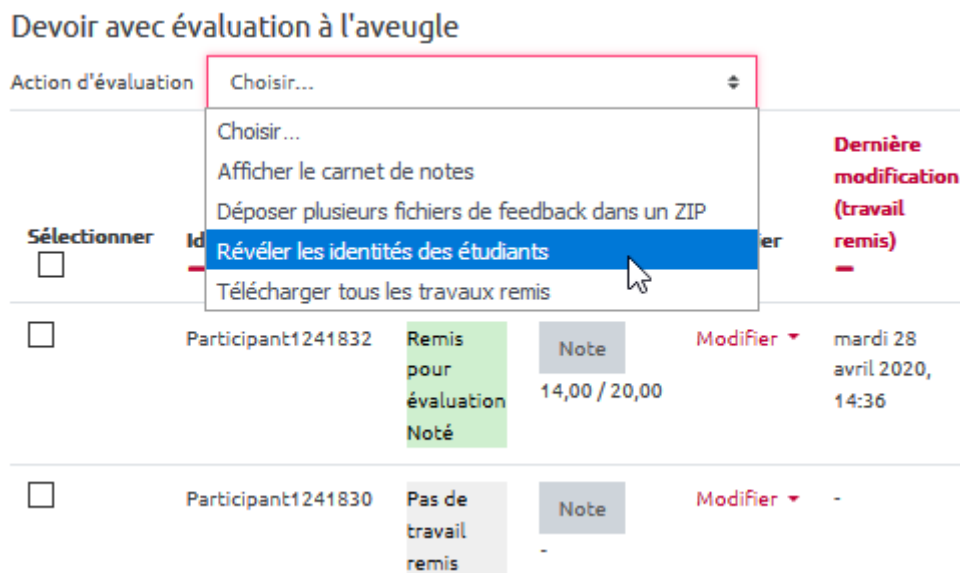 Devoir avec évaluation à l'aveugle
Action d'évaluation
Choisir...
Choisir...
Afficher le carnet de notes
Déposer plusieurs fichiers de feedback dans un ZIP
Révéler les identités des étudiants
Télécharger tous les travaux remis
Sélectionner
Id
er
Dernière
modification
(travail
remis)
Participant1241832
Remis
pour
évaluation
Noté
Note
14,00 / 20,00
Modifier
mardi 28
avril 2020,
14:36
Participant1241830
Pas de
travail
remis
Note
-
Modifier
-